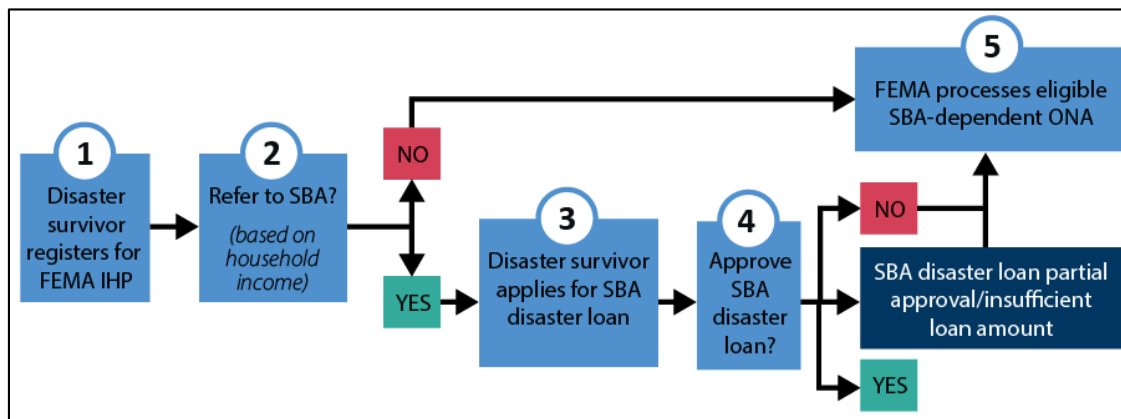 1
Disaster
survivor
registers for
FEMA IHP
2
Refer to SBA?
(based on
household
income)
NO
YES
3
Disaster survivor
applies for SBA
disaster loan
4
Approve
SBA
disaster
loan?
NO
SBA disaster loan partial
approval/insufficient
loan amount
YES
5
FEMA processes eligible
SBA-dependent ONA